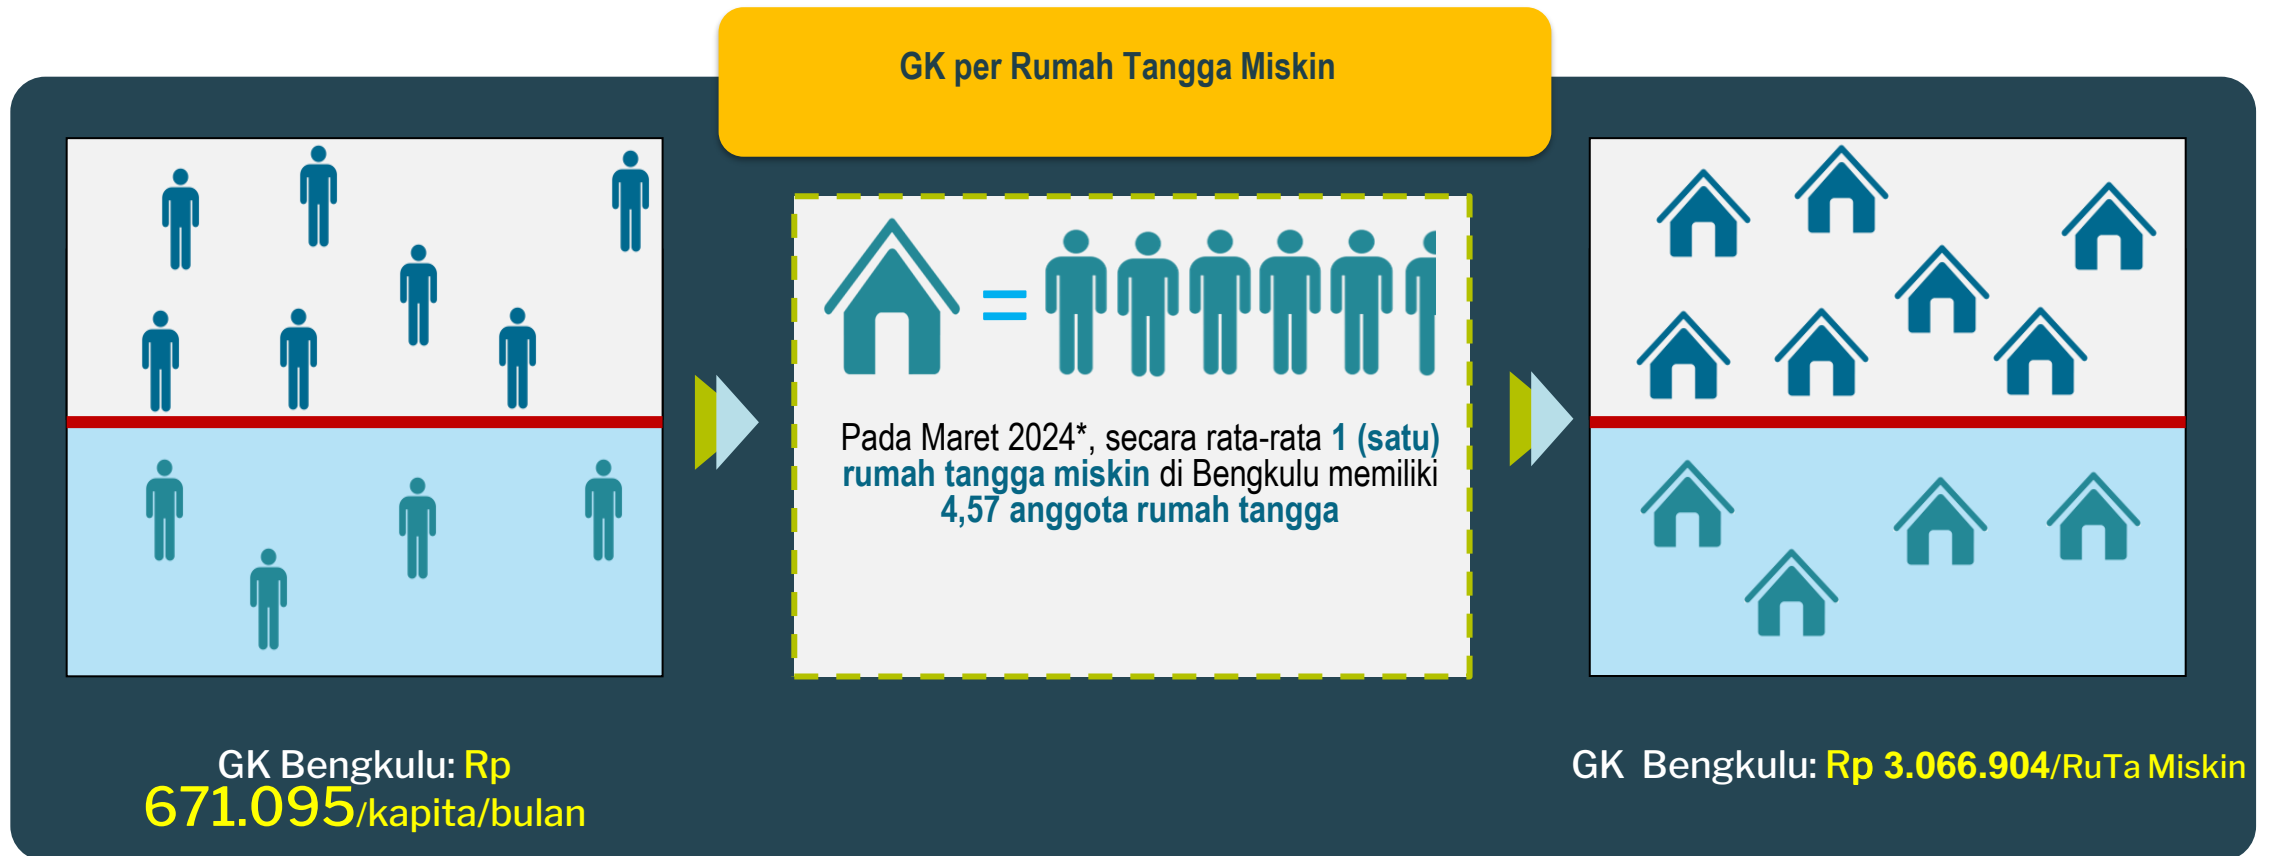 GK per Rumah Tangga Miskin
Pada Maret 2024*, secara rata-rata 1 (satu)
rumah tangga miskin di Bengkulu memiliki
4,57 anggota rumah tangga
GK Bengkulu: Rp
671.095/kapita/bulan
GK Bengkulu: Rp 3.066.904/RuTa Miskin